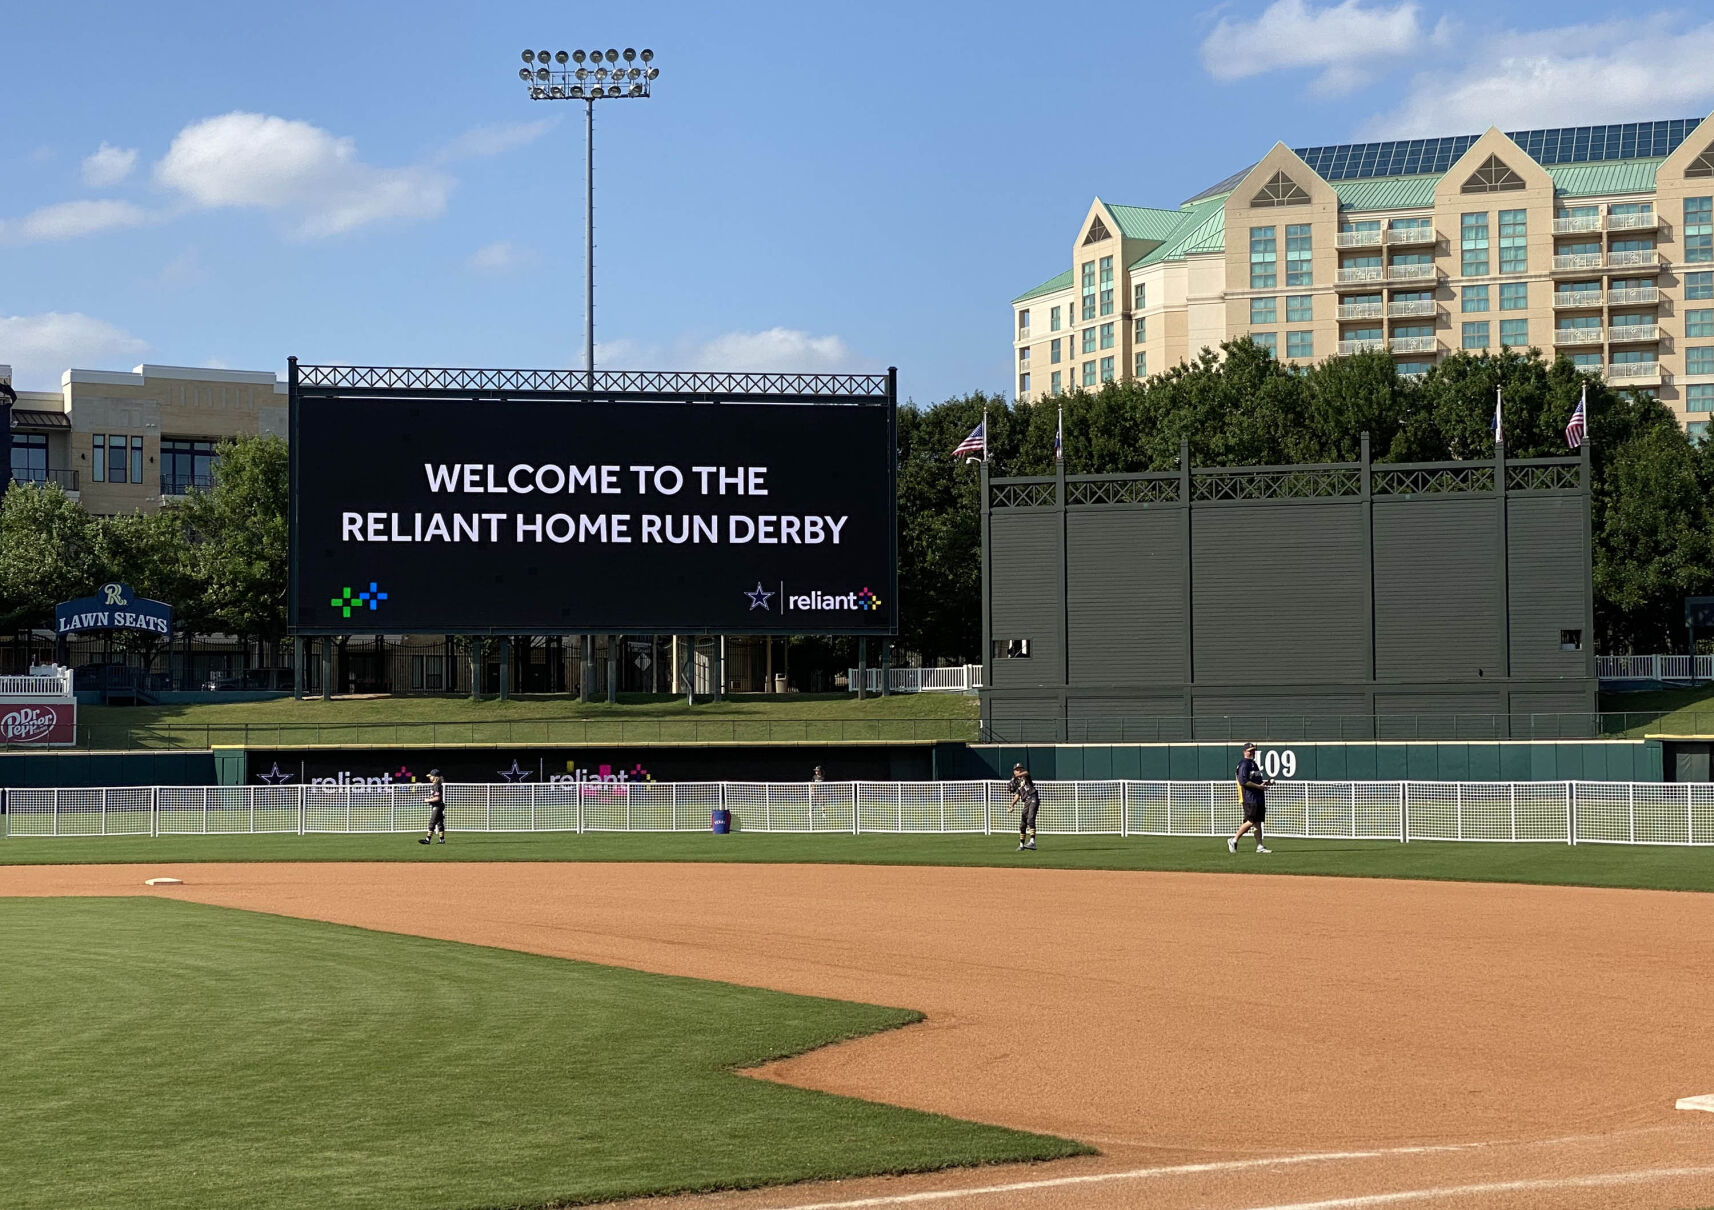 WELCOME TO THE
RELIANT HOME RUN DERBY
reliant
R
LAWN SEATS
Dr Pepper
reliant
reliant
409